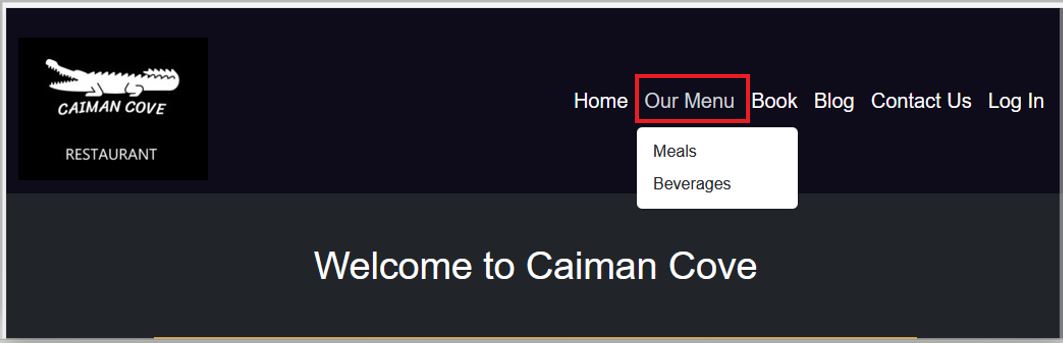 CAIMAN COVE
RESTAURANT
Home Our Menu Book Blog Contact Us Log In
Meals
Beverages
Welcome to Caiman Cove